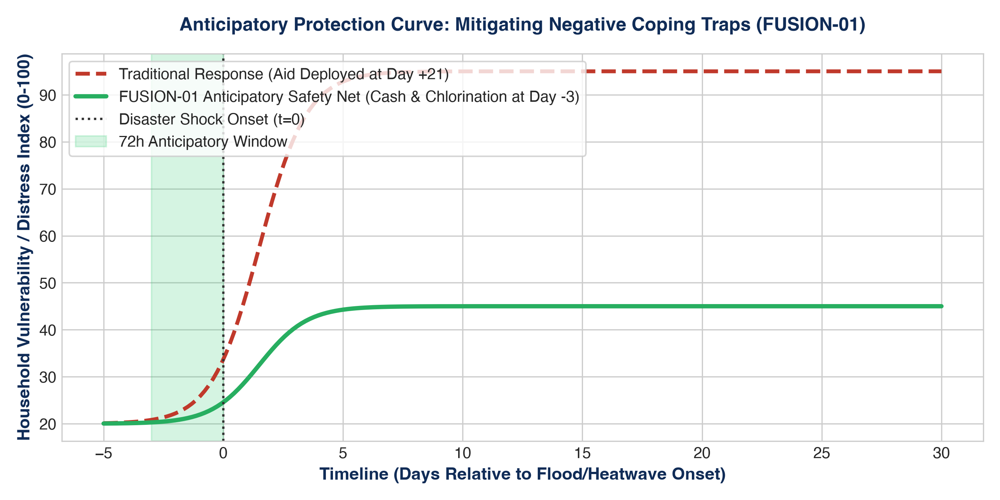 Anticipatory Protection Curve: Mitigating Negative Coping Traps (FUSION-01)
Household Vulnerability / Distress Index (0-100)
Traditional Response (Aid Deployed at Day +21)
FUSION-01 Anticipatory Safety Net (Cash & Chlorination at Day -3)
Disaster Shock Onset (t=0)
72h Anticipatory Window
90
80
70
60
50
40
30
20
−5 0 5 10 15 20 25 30
Timeline (Days Relative to Flood/Heatwave Onset)